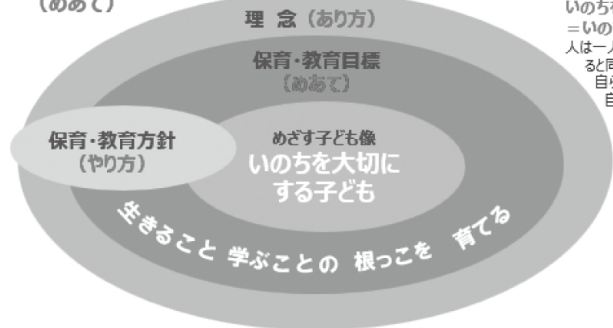 (めあて)
理 念 (あり方)
保育・教育目標
(めあて)
保育・教育方針
(やり方)
めざす子ども像
いのちを大切に
する子ども
生きること 学ぶことの 根っこを 育てる
いのちを
=いの
人は一人
ると同
自ら
自